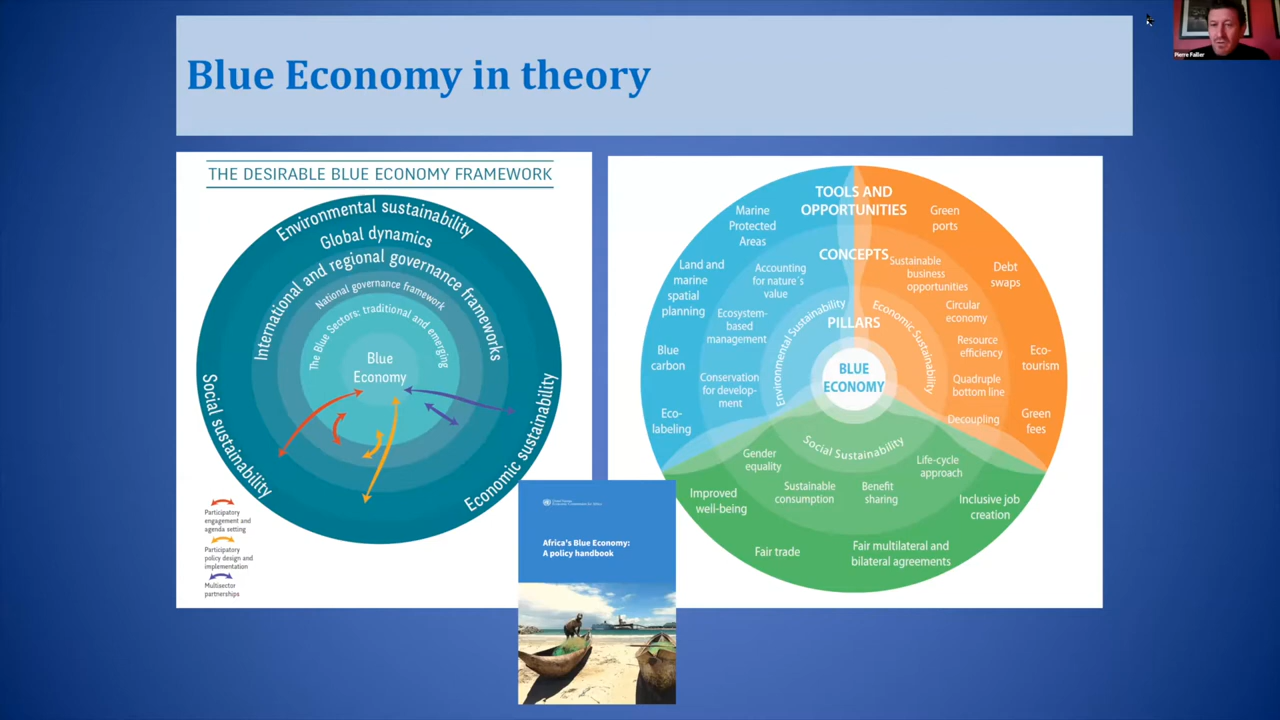 Blue Economy in theory
Pierre Failler
THE DESIRABLE BLUE ECONOMY FRAMEWORK
Environmental sustainability
Global dynamics
International and regional governance frameworks
National governance framework
The Blue Sectors: traditional and emerging
Blue
Economy
Social sustainability
Economic sustainability
Participatory
engagement and
agenda setting
Participatory
policy design and
implementation
Multisector
partnerships
TOOLS AND
OPPORTUNITIES
CONCEPTS
PILLARS
BLUE
ECONOMY
Environmental Sustainability
Marine
Protected
Areas
Land and
marine
spatial
planning
Blue
carbon
Eco-
labeling
Accounting
for nature´s
value
Ecosystem-
based
management
Conservation
for develop-
ment
Economic Sustainability
Green
ports
Debt
swaps
Eco-
tourism
Green
fees
Sustainable
business
opportunities
Circular
economy
Resource
efficiency
Quadruple
bottom line
Decoupling
Social Sustainability
Gender
equality
Sustainable
consumption
Benefit
sharing
Life-cycle
approach
Improved
well-being
Fair trade
Fair multilateral and
bilateral agreements
Inclusive job
creation
Africa's Blue Economy:
A policy handbook